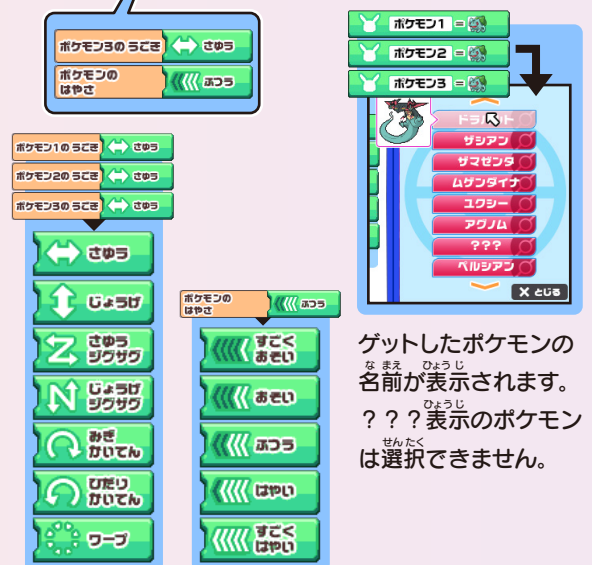 ポケモン3の うごき さゆう
ポケモンの
はやさ ふつう
ポケモン1 =
ポケモン2 =
ポケモン3 =
ザシアン
ザマゼンタ
ムゲンダイナ
ユクシー
アグノム
???
ペルシアン
× とじる
ポケモン1の うごき さゆう
ポケモン2の うごき さゆう
ポケモン3の うごき さゆう
さゆう
じょうげ
さゆう
ジグザグ
じょうげ
ジグザグ
みぎ
かいてん
ひだり
かいてん
ワープ
ポケモンの
はやさ ふつう
すごく
おそい
おそい
ふつう
はやい
すごく
はやい
ゲットしたポケモンの
名前が表示されます。
???表示のポケモン
は選択できません。